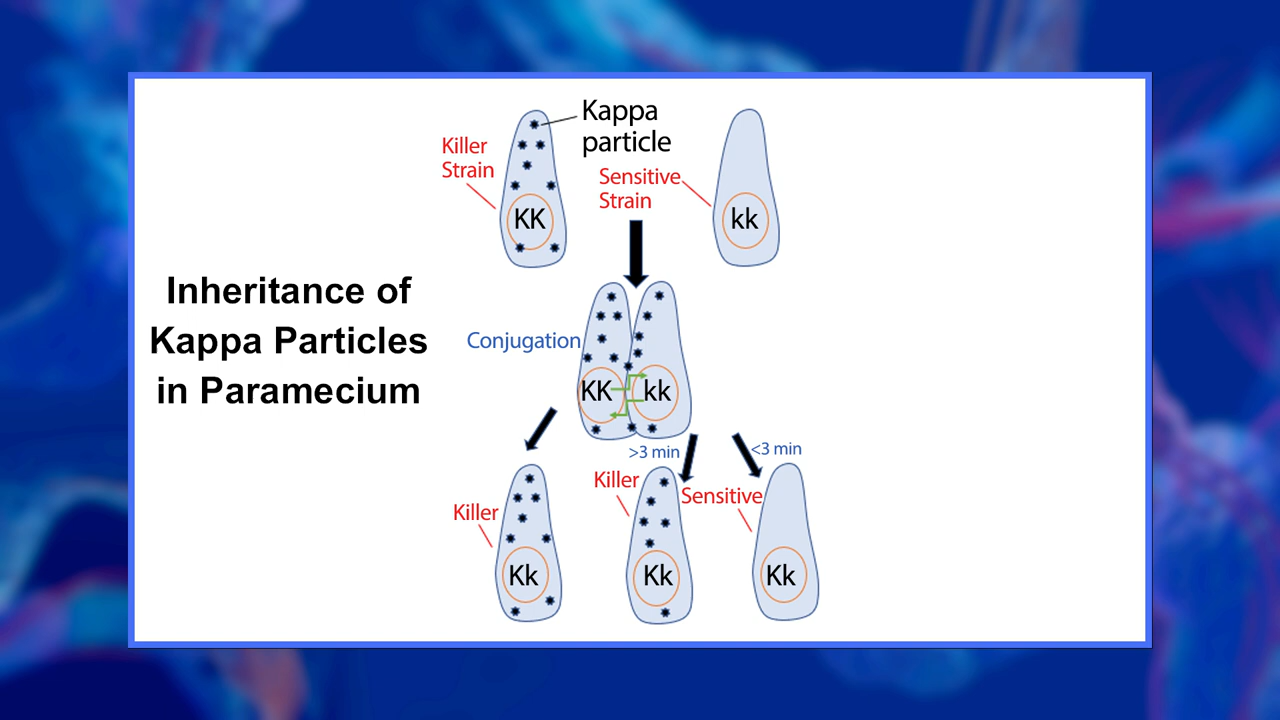 Kappa
particle
Killer
Strain
Sensitive
Strain
KK
kk
Inheritance of
Kappa Particles
in Paramecium
Conjugation
KK
kk
>3 min
<3 min
Killer
Killer
Sensitive
Kk
Kk
Kk